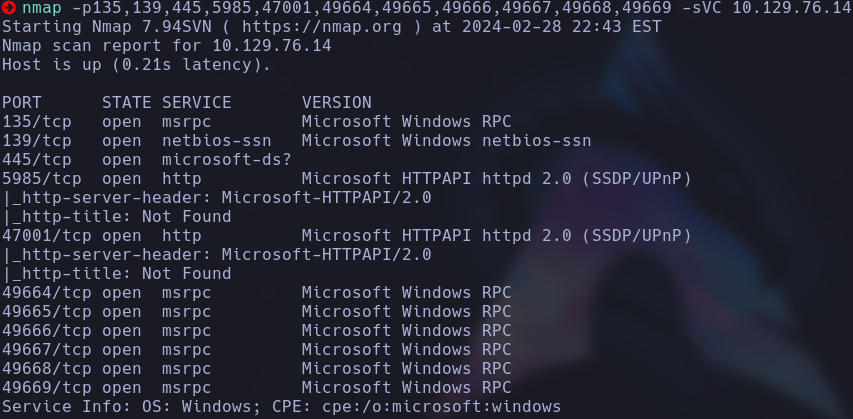 nmap -p135,139,445,5985,47001,49664,49665,49666,49667,49668,49669 -sVC 10.129.76.14
Starting Nmap 7.94SVN ( https://nmap.org ) at 2024-02-28 22:43 EST
Nmap scan report for 10.129.76.14
Host is up (0.21s latency).
PORT      STATE SERVICE       VERSION
135/tcp   open  msrpc         Microsoft Windows RPC
139/tcp   open  netbios-ssn   Microsoft Windows netbios-ssn
445/tcp   open  microsoft-ds?
5985/tcp  open  http          Microsoft HTTPAPI httpd 2.0 (SSDP/UPnP)
|_http-server-header: Microsoft-HTTPAPI/2.0
|_http-title: Not Found
47001/tcp open  http          Microsoft HTTPAPI httpd 2.0 (SSDP/UPnP)
|_http-server-header: Microsoft-HTTPAPI/2.0
|_http-title: Not Found
49664/tcp open  msrpc         Microsoft Windows RPC
49665/tcp open  msrpc         Microsoft Windows RPC
49666/tcp open  msrpc         Microsoft Windows RPC
49667/tcp open  msrpc         Microsoft Windows RPC
49668/tcp open  msrpc         Microsoft Windows RPC
49669/tcp open  msrpc         Microsoft Windows RPC
Service Info: OS: Windows; CPE: cpe:/o:microsoft:windows